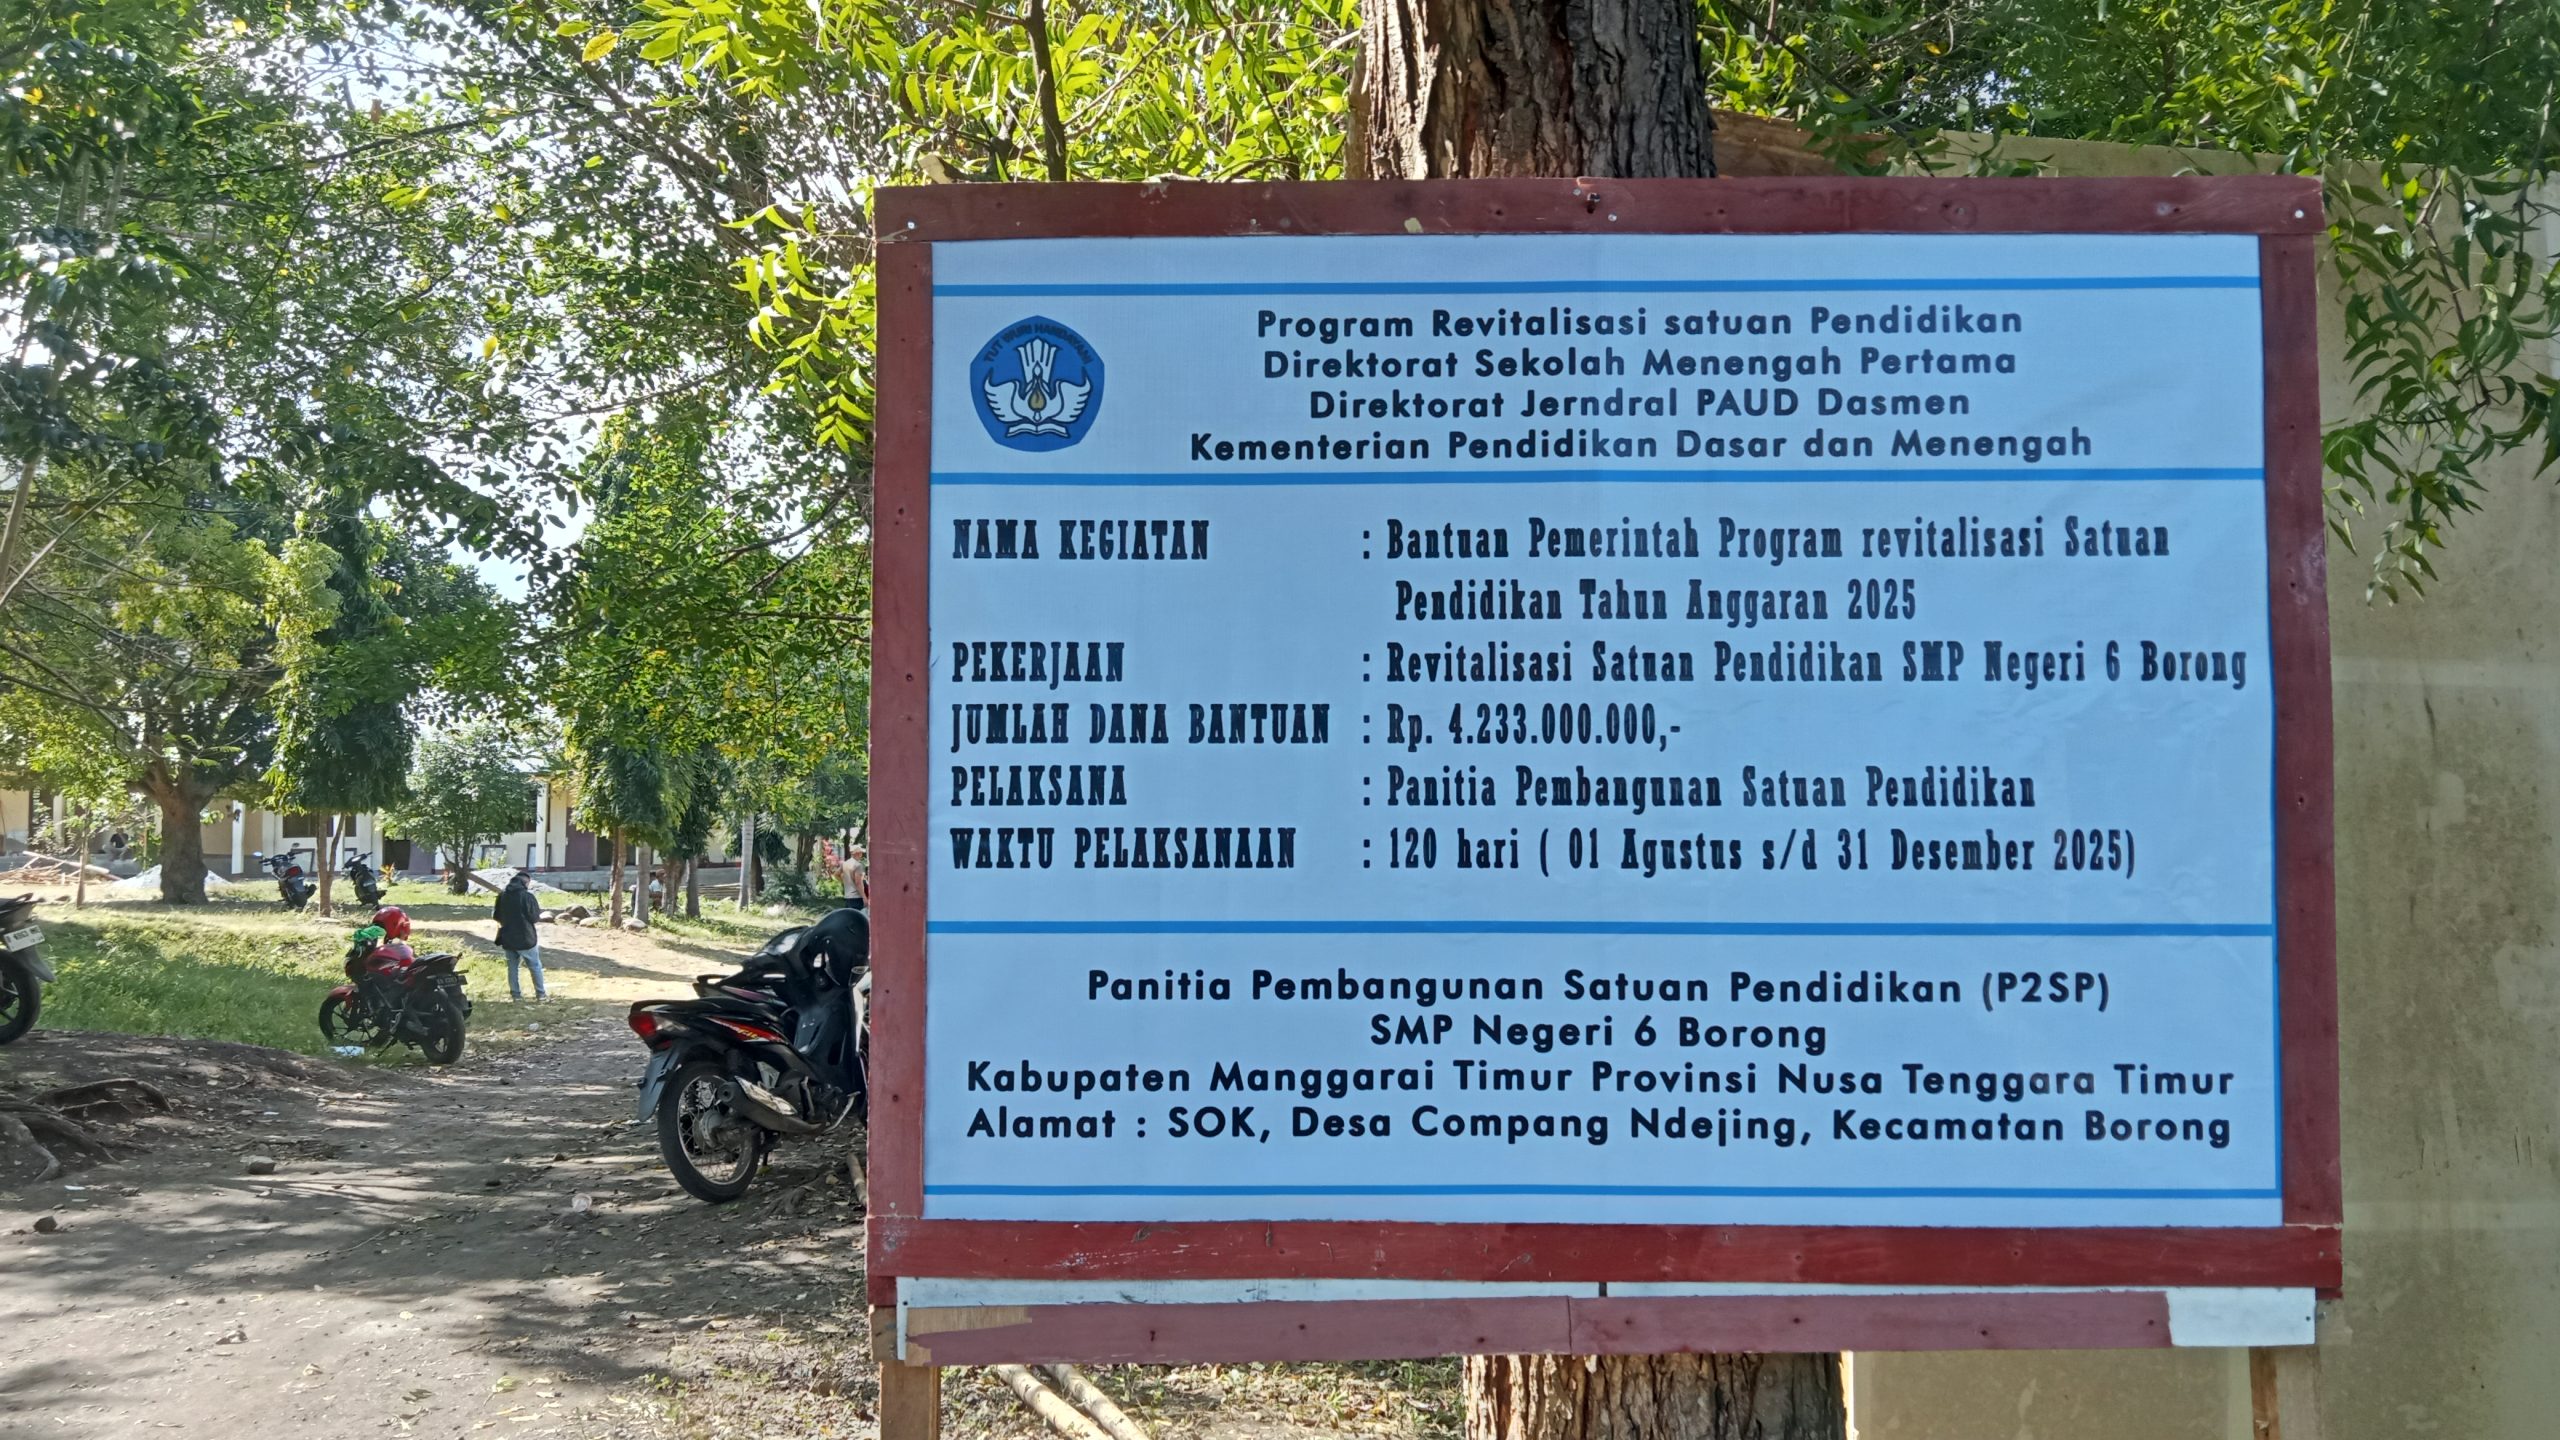 TUT WURI HANDAYANI
Program Revitalisasi satuan Pendidikan
Direktorat Sekolah Menengah Pertama
Direktorat Jerndral PAUD Dasmen
Kementerian Pendidikan Dasar dan Menengah
NAMA KEGIATAN : Bantuan Pemerintah Program revitalisasi Satuan
Pendidikan Tahun Anggaran 2025
PEKERJAAN : Revitalisasi Satuan Pendidikan SMP Negeri 6 Borong
JUMLAH DANA BANTUAN : Rp. 4.233.000.000,-
PELAKSANA : Panitia Pembangunan Satuan Pendidikan
WAKTU PELAKSANAAN : 120 hari ( 01 Agustus s/d 31 Desember 2025)
Panitia Pembangunan Satuan Pendidikan (P2SP)
SMP Negeri 6 Borong
Kabupaten Manggarai Timur Provinsi Nusa Tenggara Timur
Alamat : SOK, Desa Compang Ndejing, Kecamatan Borong